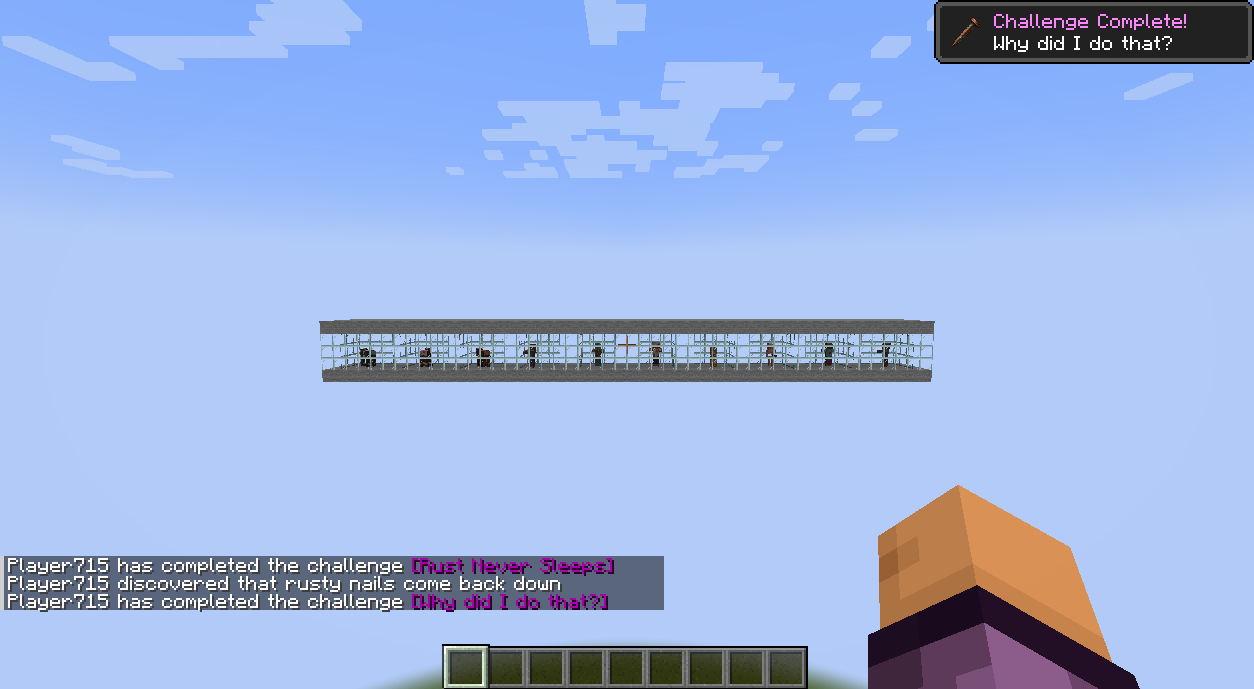 Challenge Complete!
Why did I do that?
Player715 has completed the challenge [Rust Never Sleeps]
Player715 discovered that rusty nails come back down
Player715 has completed the challenge [Why did I do that?]